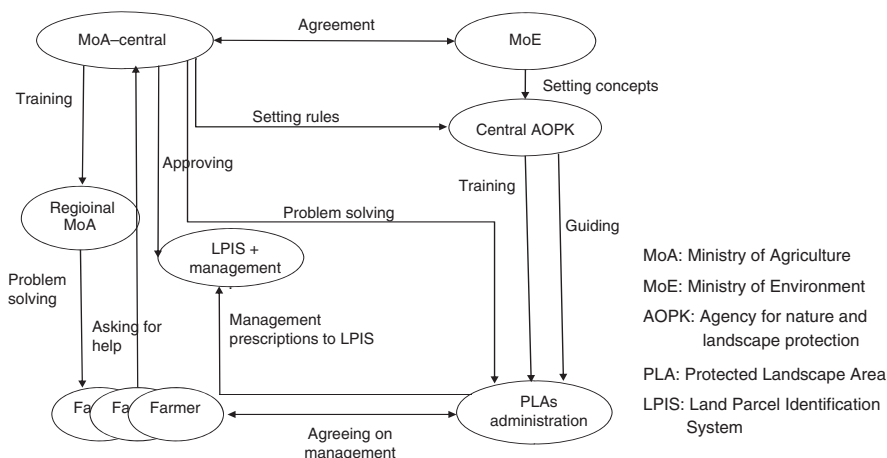 Agreement
MoA–central
MoE
Training
Setting concepts
Setting rules
Central AOPK
Approving
Training
Regioinal
MoA
Problem solving
Guiding
LPIS +
management
MoA: Ministry of Agriculture
Problem
solving
MoE: Ministry of Environment
Asking for
help
Management
prescriptions to LPIS
AOPK: Agency for nature and
landscape protection
PLA: Protected Landscape Area
Fa
Fa
Farmer
PLAs
administration
LPIS: Land Parcel Identification
System
Agreeing on
management